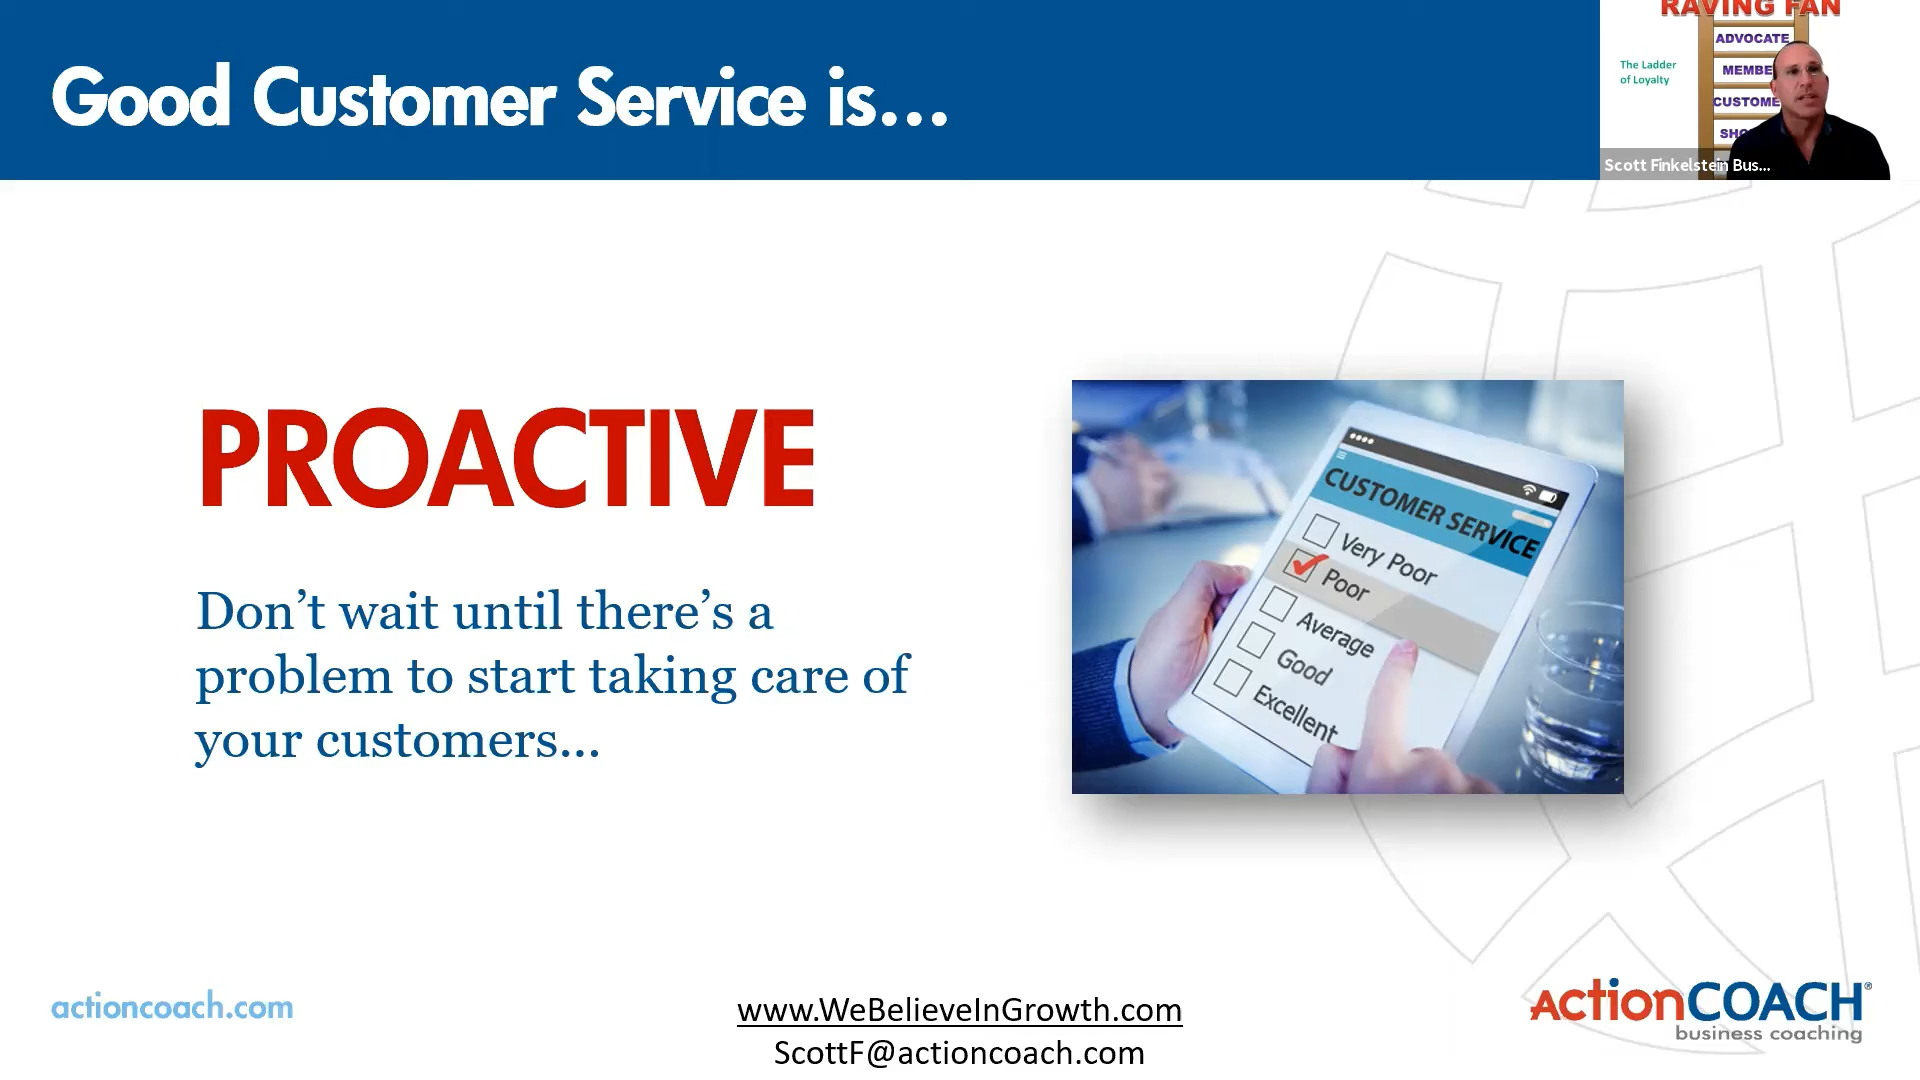 Good Customer Service is...
RAVING FAN
ADVOCATE
The Ladder
of Loyalty
Scott Finkelstein Bus...
PROACTIVE
Don’t wait until there’s a
problem to start taking care of
your customers...
CUSTOMER SERVICE
Very Poor
Poor
Average
Good
Excellent
actioncoach.com
www.WeBelieveInGrowth.com
ScottF@actioncoach.com
ActionCOACH®
business coaching